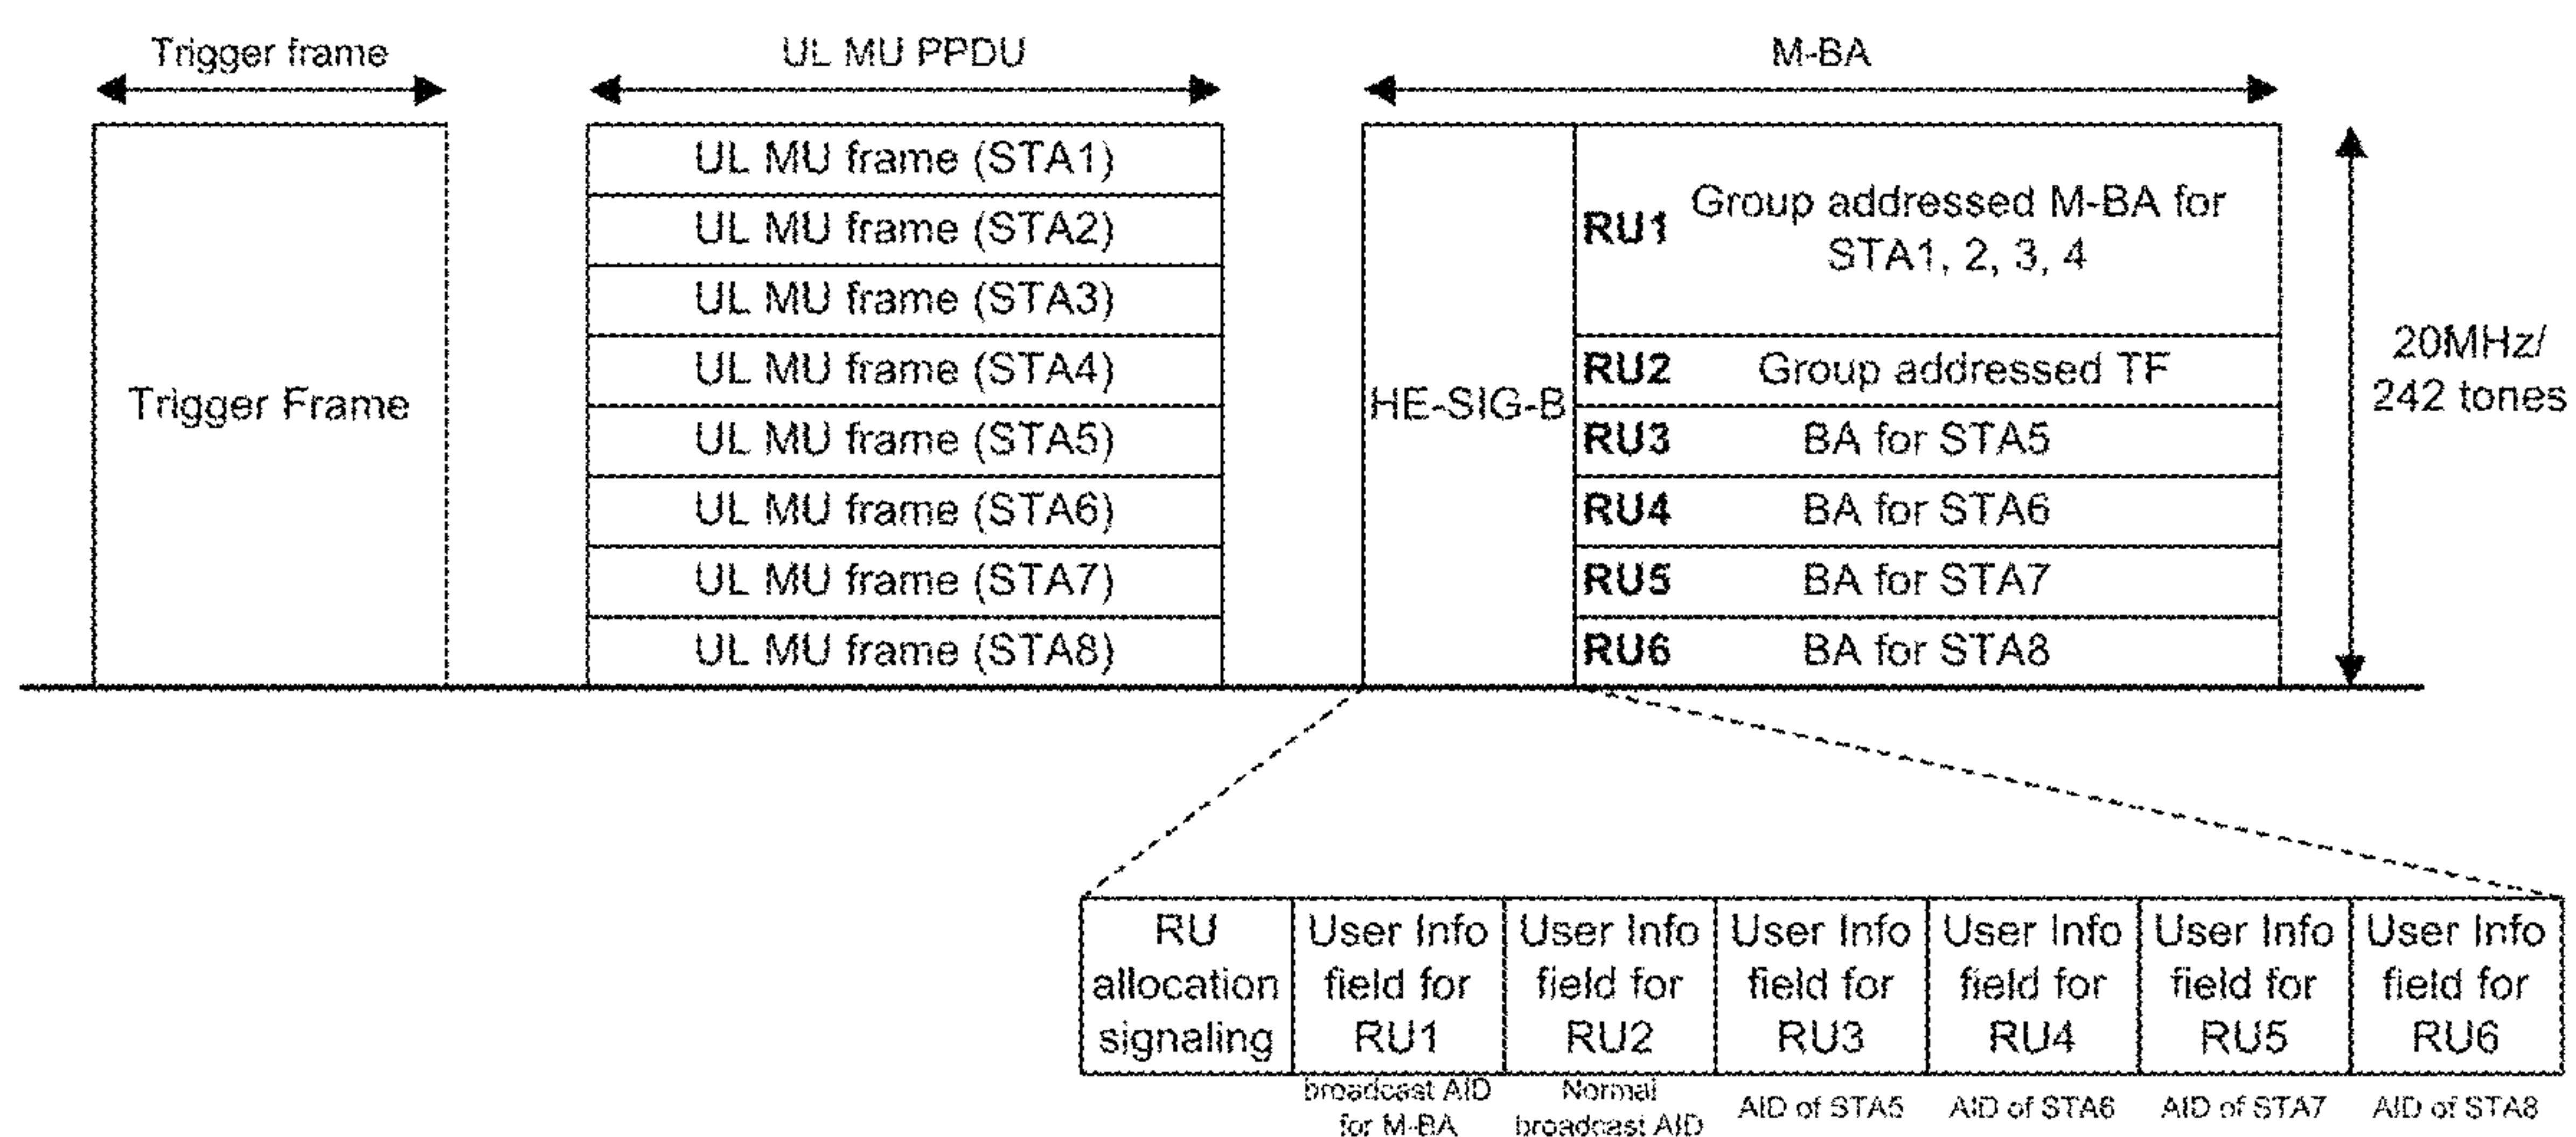 Trigger frame
UL MU PPDU
M-BA
Trigger Frame
UL MU frame (STA1)
UL MU frame (STA2)
UL MU frame (STA3)
UL MU frame (STA4)
UL MU frame (STA5)
UL MU frame (STA6)
UL MU frame (STA7)
UL MU frame (STA8)
HE-SIG-B
RU1
Group addressed M-BA for
STA1, 2, 3, 4
RU2 Group addressed TF
RU3 BA for STA5
RU4 BA for STA6
RU5 BA for STA7
RU6 BA for STA8
20MHz/
242 tones
RU
allocation
signaling
User Info
field for
RU1
broadcast AID
for M-BA
User Info
field for
RU2
Normal
broadcast AID
User Info
field for
RU3
AID of STA5
User Info
field for
RU4
AID of STA6
User Info
field for
RU5
AID of STA7
User Info
field for
RU6
AID of STA8